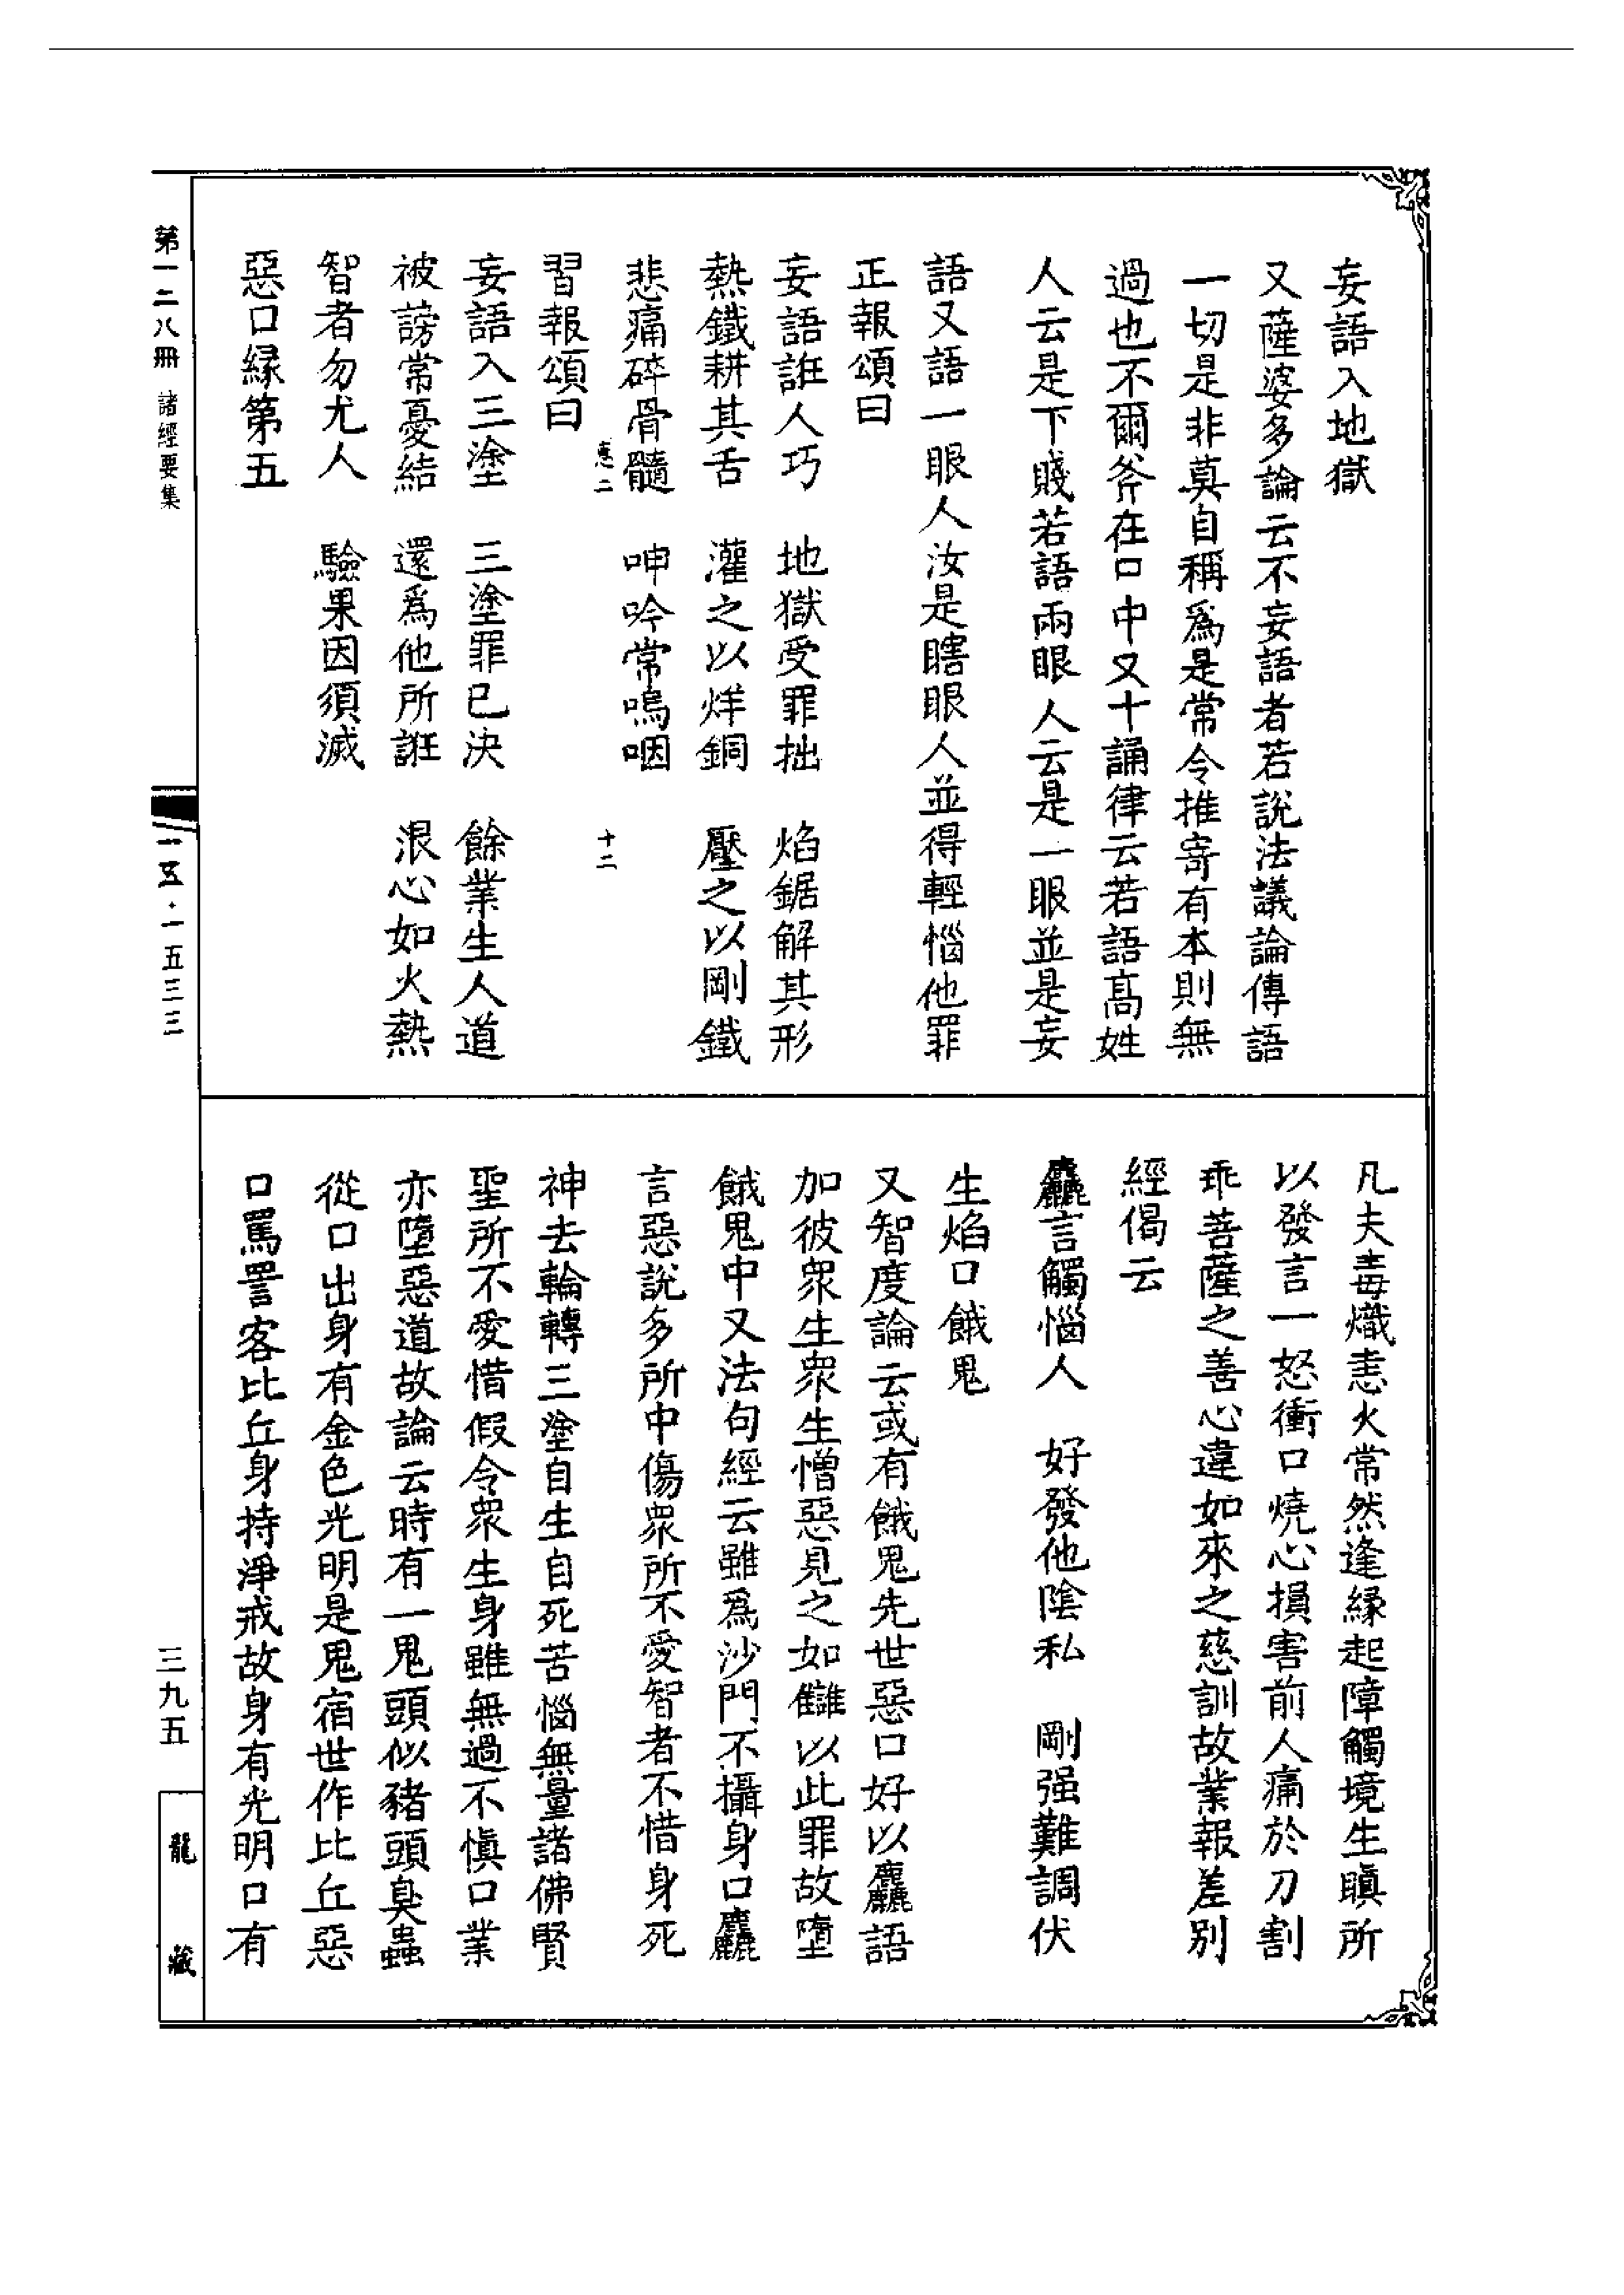 妄語入地獄
又薩婆多論云不妄語者若說法議論傳語
一切是非莫自稱爲是常令推寄有本則無
過也不爾斧在口中又十誦律云若語高姓
人云是下賤若語兩眼人云是一眼並是妄
語又語一眼人汝是瞎眼人並得輕惱他罪
正報頌曰
妄語誑人巧　地獄受罪拙　焰鋸解其形
熱鐵耕其舌　灌之以烊銅　壓之以剛鐵
悲痛碎骨髓　呻吟常嗚咽
十二
習報頌曰
妄語入三塗　三塗罪已決　餘業生人道
被謗常憂結　還爲他所誑　恨心如火熱
智者勿尤人　驗果因須滅
惡口緣第五
凡夫毒熾恚火常然逢緣起障觸境生瞋所
以發言一怒衝口燒心損害前人痛於刀割
乖菩薩之善心違如來之慈訓故業報差別
經偈云
麤言觸惱人　好發他陰私　剛强難調伏
生焰口餓鬼
又智度論云或有餓鬼先世惡口好以麤語
加彼衆生衆生憎惡見之如讎以此罪故墮
餓鬼中又法句經云雖爲沙門不攝身口麤
言惡說多所中傷衆所不愛智者不惜身死
神去輪轉三塗自生自死苦惱無量諸佛賢
聖所不愛惜假令衆生身雖無過不慎口業
亦墮惡道故論云時有一鬼頭似豬頭臭蟲
從口出身有金色光明是鬼宿世作比丘惡
口罵詈客比丘身持淨戒故身有光明口有
第一二八冊　諸經要集
一五·一五三三
三九五
龍藏